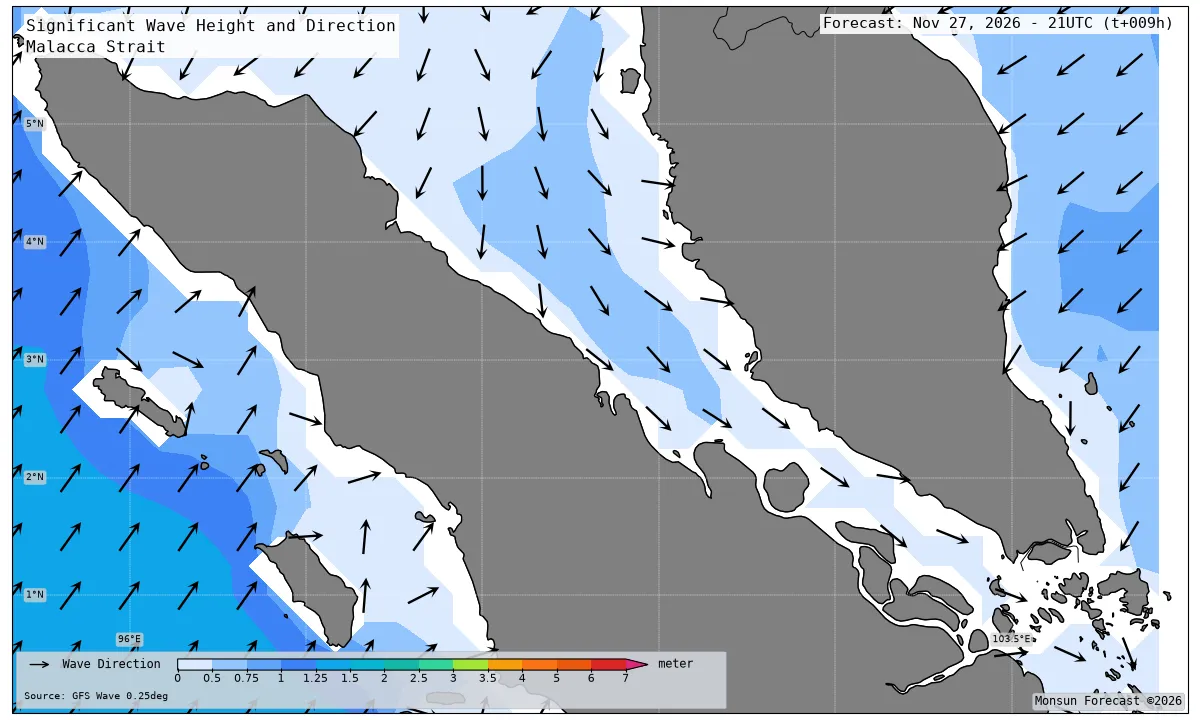 Significant Wave Height and Direction
Malacca Strait
Forecast: Nov 27, 2026 - 21UTC (t+009h)
5°N
4°N
3°N
2°N
1°N
96°E
103.5°E
Wave Direction
0 0.5 0.75 1 1.25 1.5 2 2.5 3 3.5 4 5 6 7
meter
Source: GFS Wave 0.25deg
Monsun Forecast ©2026